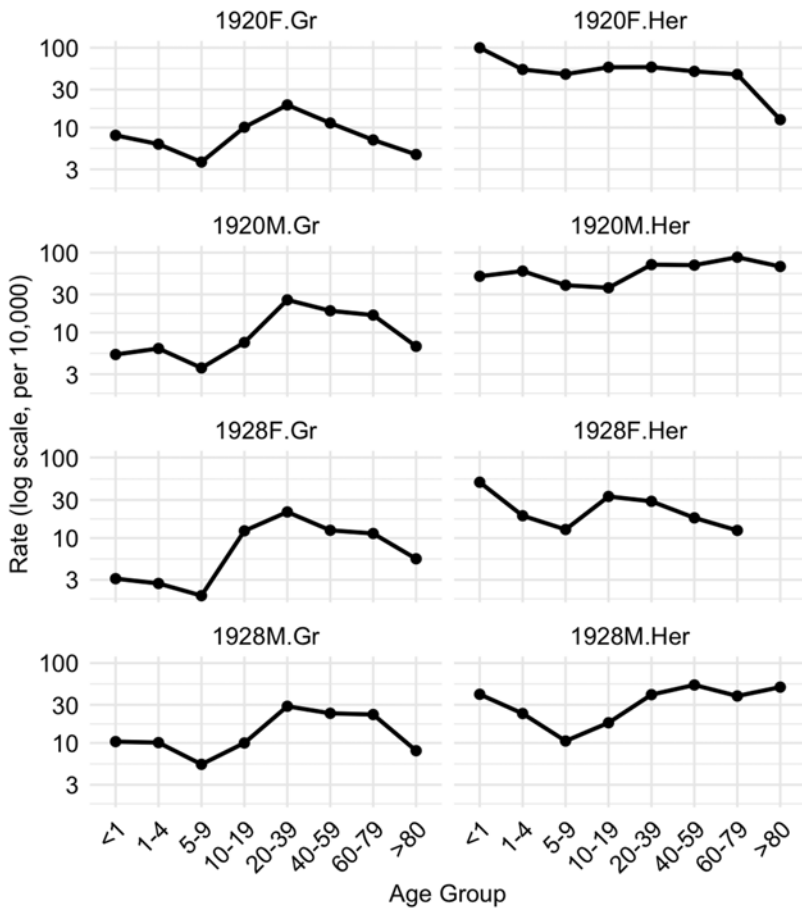 1920F.Gr
1920F.Her
100
30
10
3
1920M.Gr
1920M.Her
100
30
10
3
1928F.Gr
1928F.Her
100
30
10
3
1928M.Gr
1928M.Her
100
30
10
3
Rate (log scale, per 10,000)
<1 1-4 5-9 10-19 20-39 40-59 60-79 >80
<1 1-4 5-9 10-19 20-39 40-59 60-79 >80
Age Group